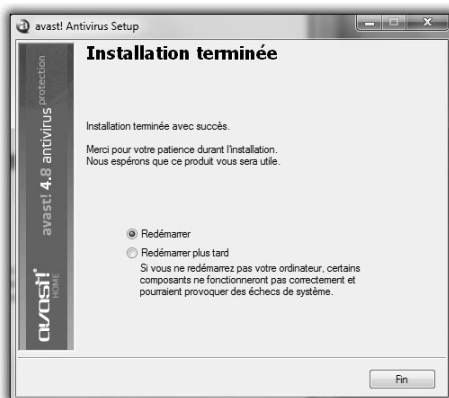 avast! Antivirus Setup
Installation terminée
Installation terminée avec succès.
Merci pour votre patience durant l'installation.
Nous espérons que ce produit vous sera utile.
Redémarrer
Redémarrer plus tard
Si vous ne redémarrez pas votre ordinateur, certains
composants ne fonctionneront pas correctement et
pourraient provoquer des échecs de système.
avast! HOME
avast! 4.8 antivirus protection
Fin